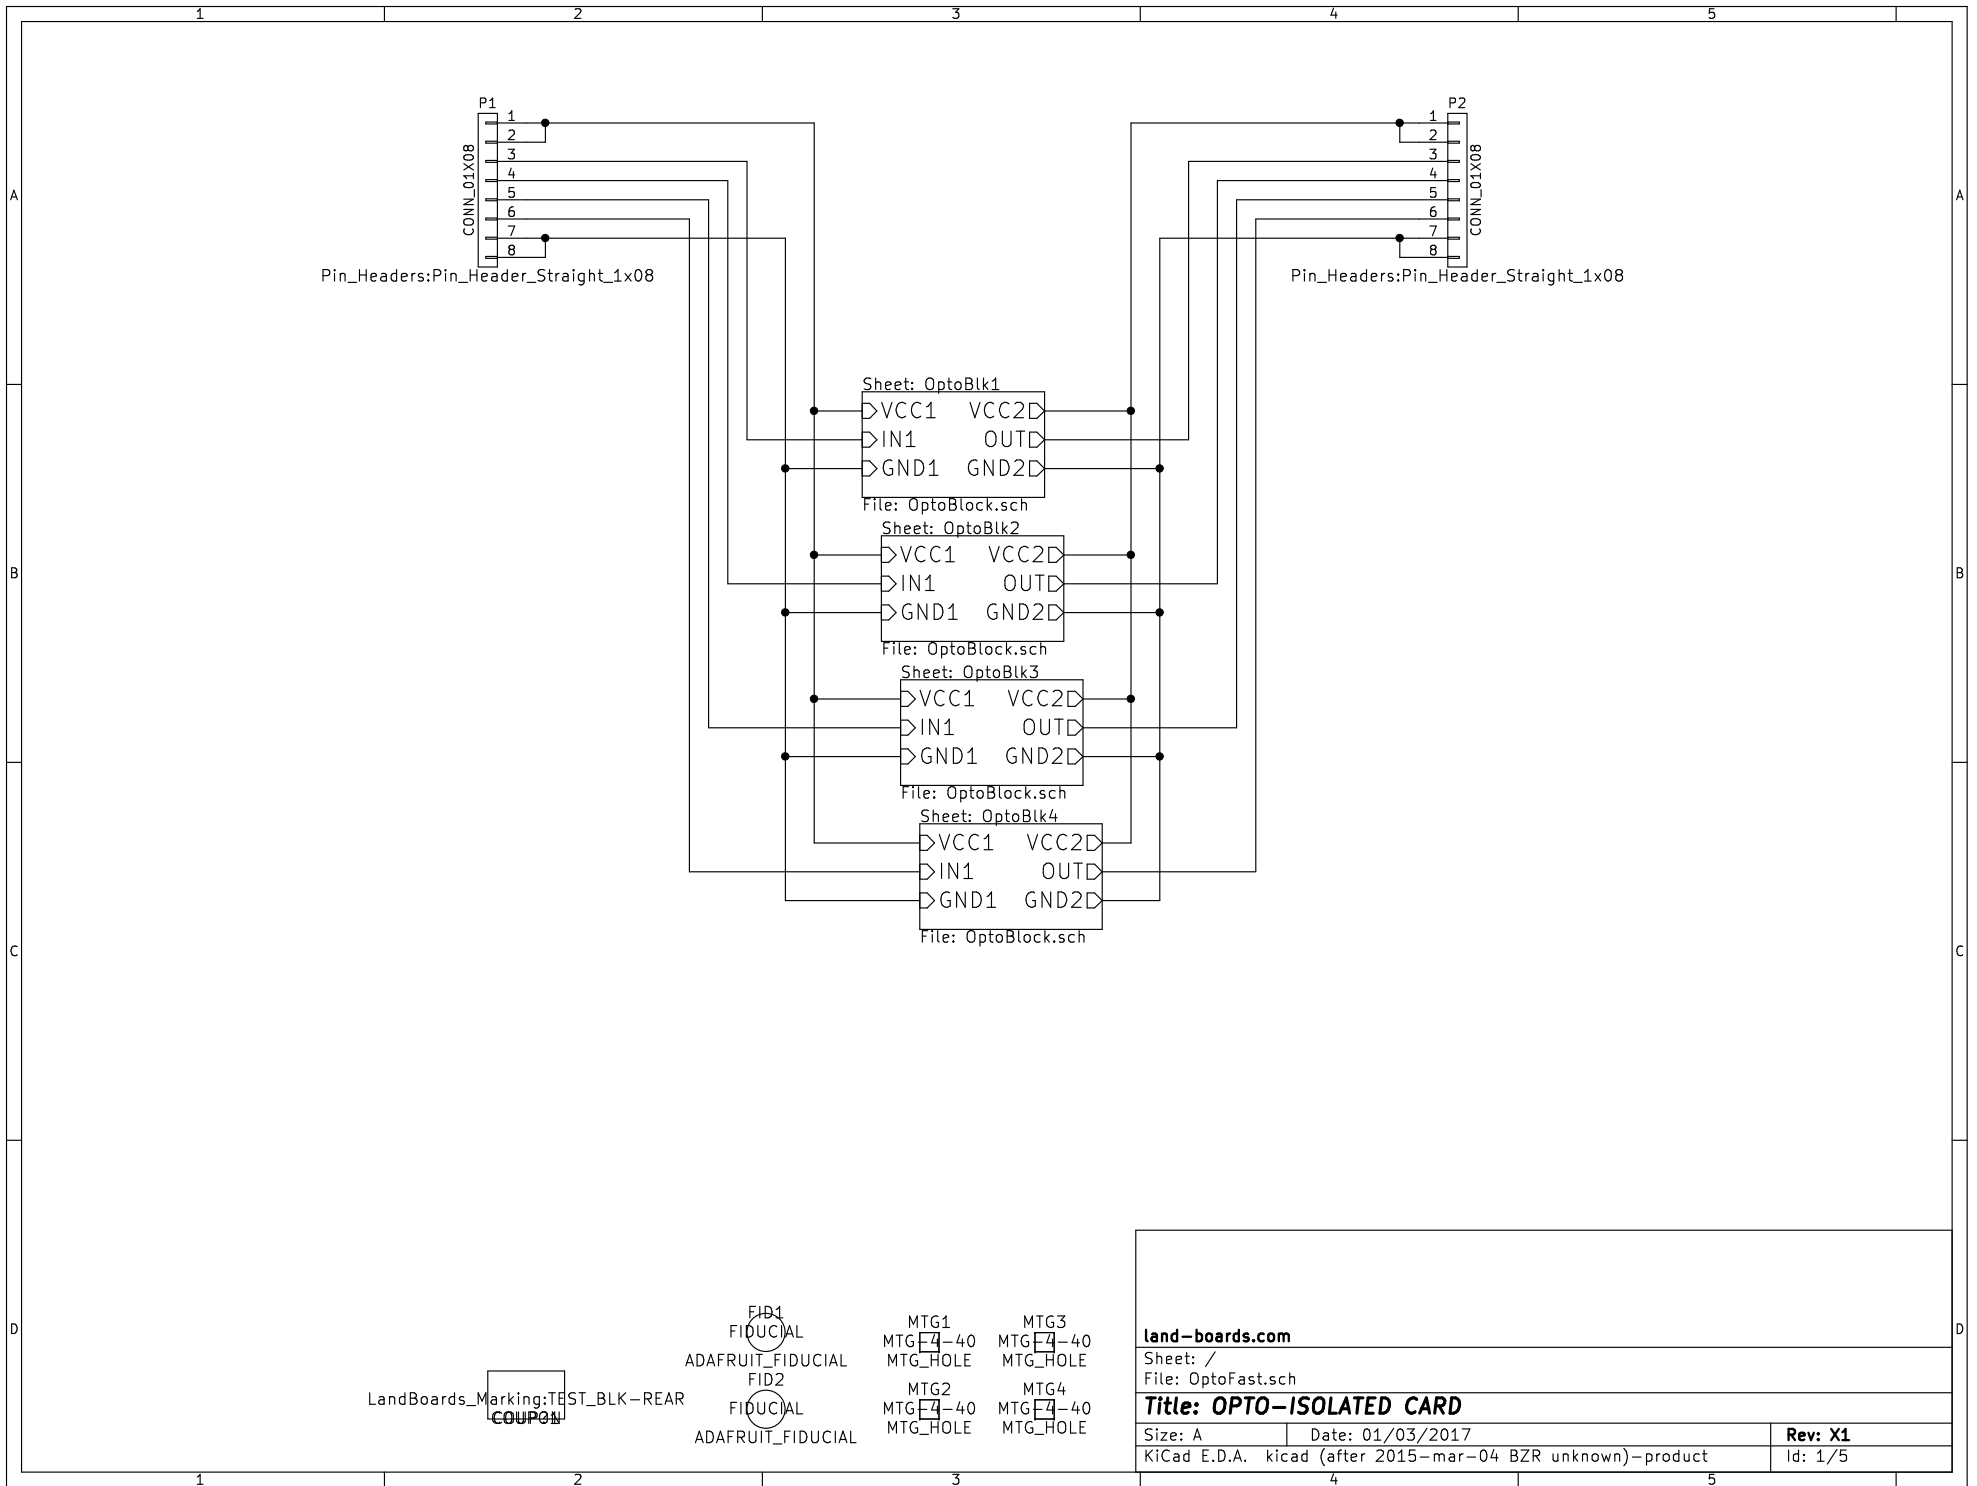 1 2 3 4 5
A A
B B
C C
D D
P1
1
2
3
4
5
6
7
8
CONN_01X08
Pin_Headers:Pin_Header_Straight_1x08
P2
1
2
3
4
5
6
7
8
CONN_01X08
Pin_Headers:Pin_Header_Straight_1x08
Sheet: OptoBlk1
VCC1 VCC2
IN1 OUT
GND1 GND2
File: OptoBlock.sch
Sheet: OptoBlk2
VCC1 VCC2
IN1 OUT
GND1 GND2
File: OptoBlock.sch
Sheet: OptoBlk3
VCC1 VCC2
IN1 OUT
GND1 GND2
File: OptoBlock.sch
Sheet: OptoBlk4
VCC1 VCC2
IN1 OUT
GND1 GND2
File: OptoBlock.sch
LandBoards_Marking:TEST_BLK-REAR
FID1
FIDUCIAL
ADAFRUIT_FIDUCIAL
FID2
FIDUCIAL
ADAFRUIT_FIDUCIAL
MTG1
MTG-4-40
MTG_HOLE
MTG2
MTG-4-40
MTG_HOLE
MTG3
MTG-4-40
MTG_HOLE
MTG4
MTG-4-40
MTG_HOLE
land-boards.com
Sheet: /
File: OptoFast.sch
Title: OPTO-ISOLATED CARD
Size: A Date: 01/03/2017 Rev: X1
KiCad E.D.A. kicad (after 2015-mar-04 BZR unknown)-product Id: 1/5
1 2 3 4 5